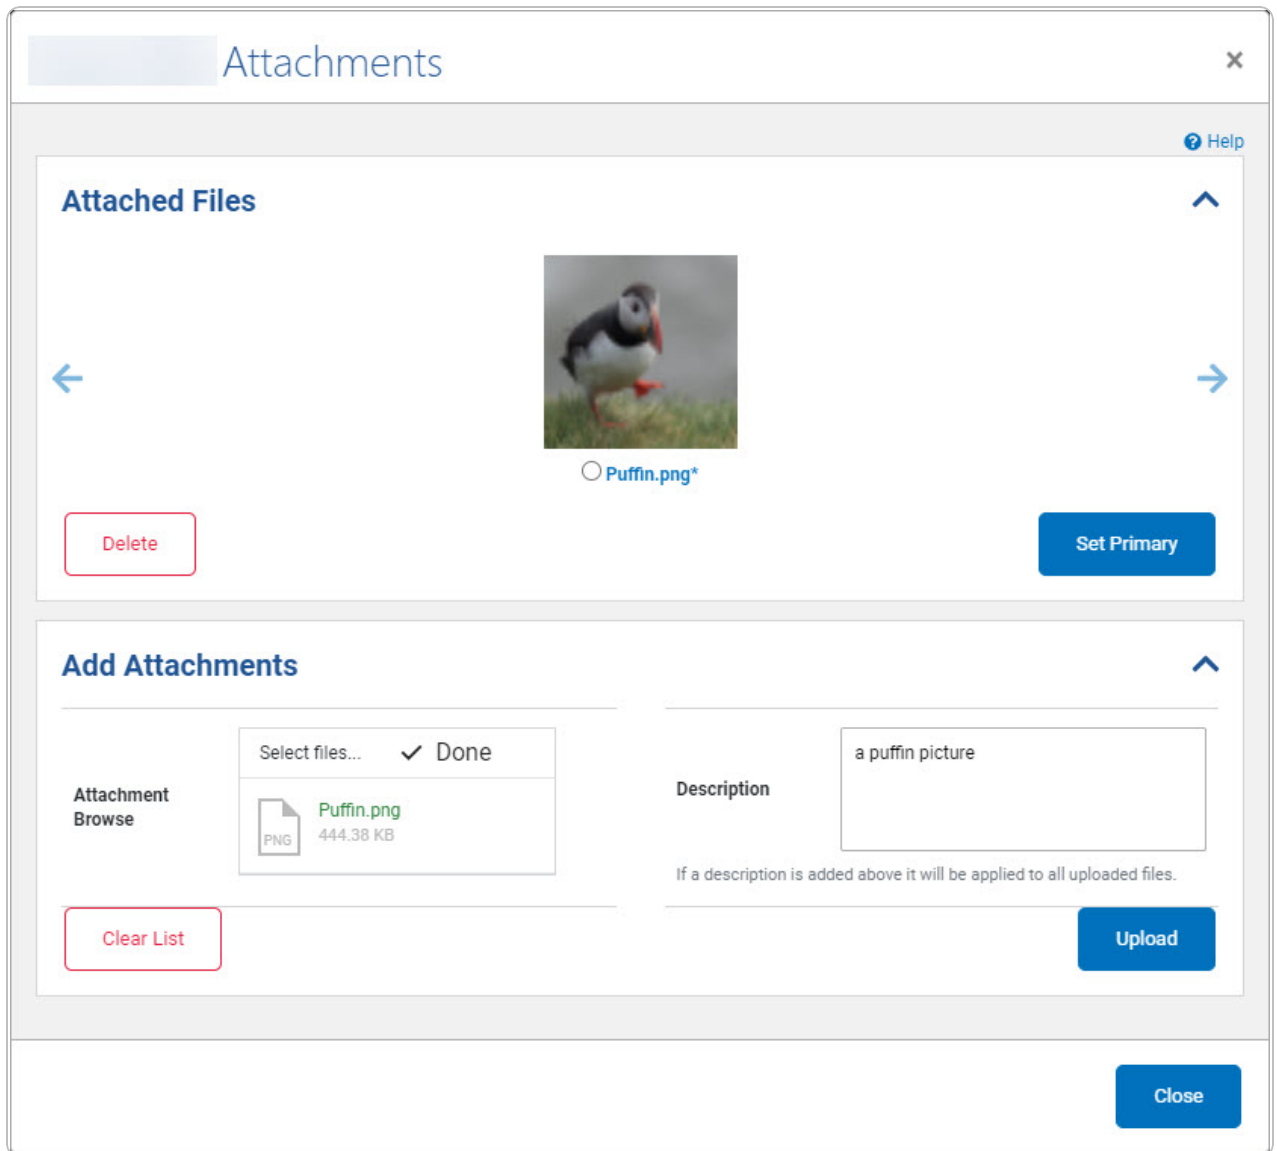 Attachments
Help
Attached Files
Puffin.png*
Delete
Set Primary
Add Attachments
Attachment
Browse
Select files...
Done
PNG
Puffin.png
444.38 KB
Description
a puffin picture
If a description is added above it will be applied to all uploaded files.
Clear List
Upload
Close